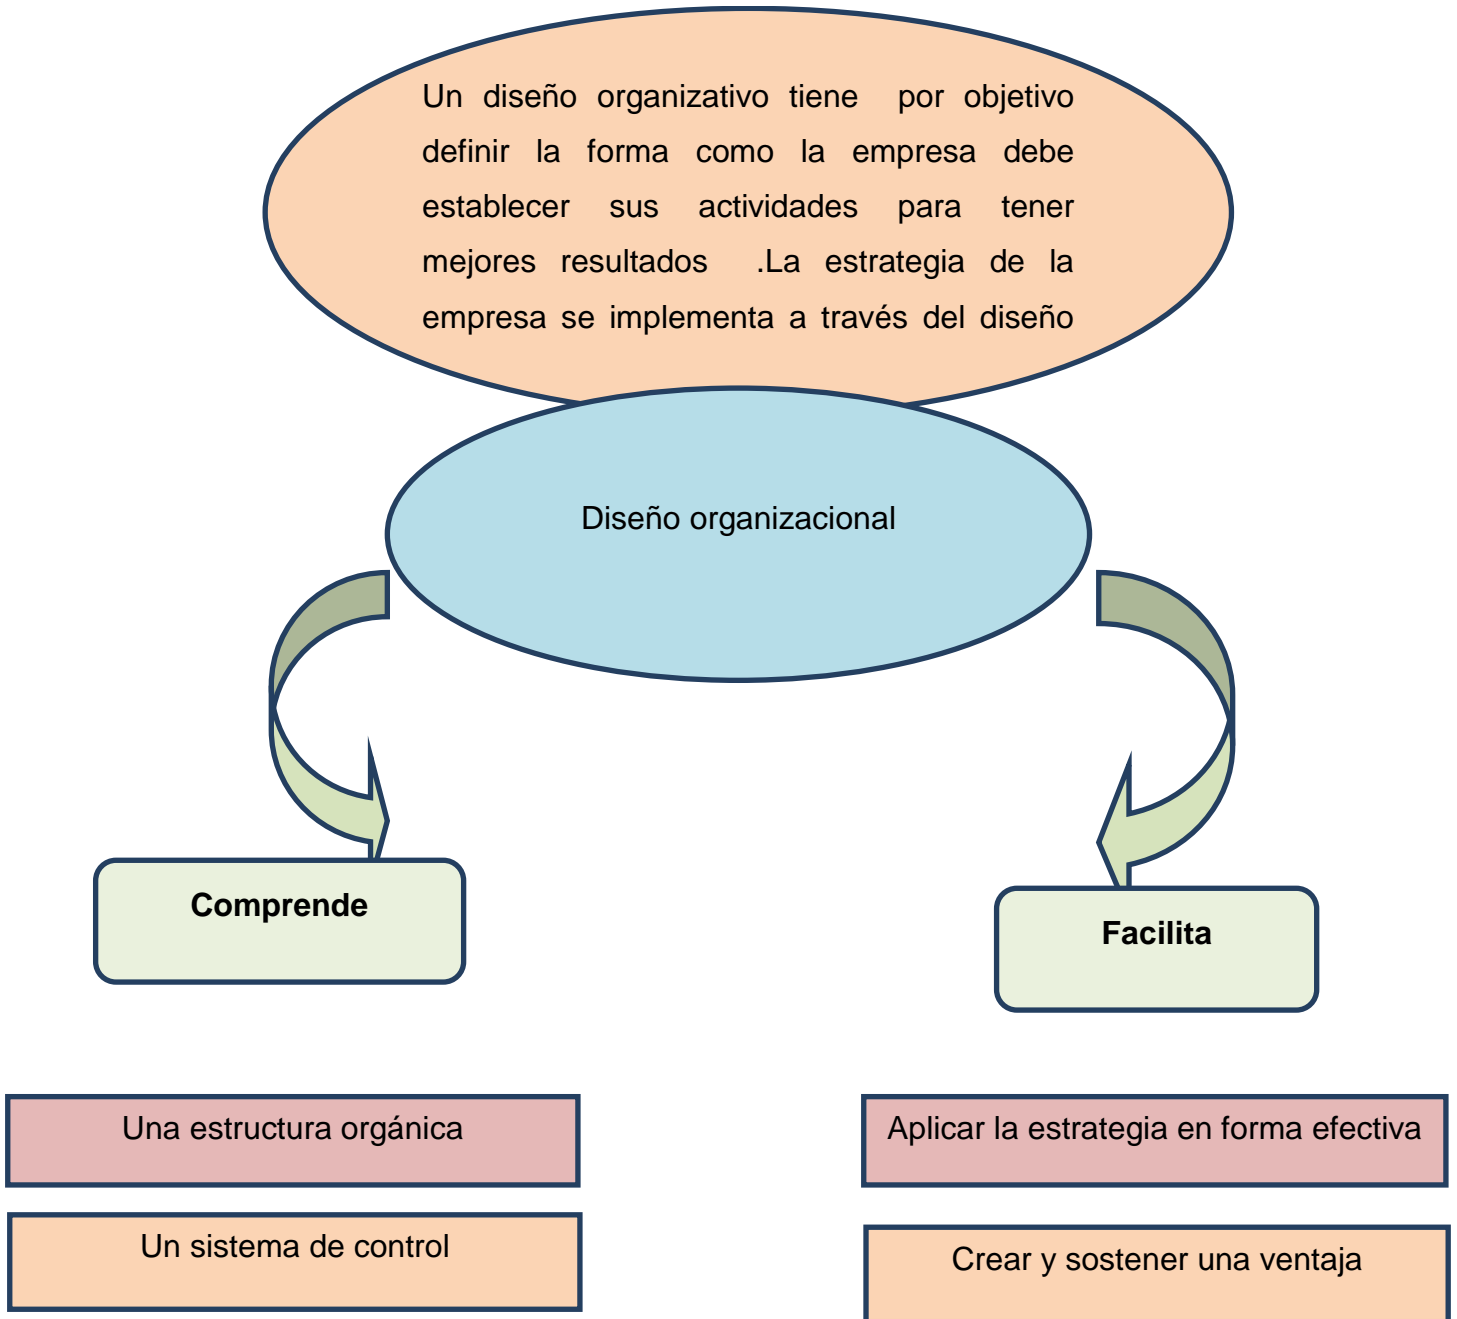 Un diseño organizativo tiene por objetivo
definir la forma como la empresa debe
establecer sus actividades para tener
mejores resultados .La estrategia de la
empresa se implementa a través del diseño
Diseño organizacional
Comprende
Facilita
Una estructura orgánica
Aplicar la estrategia en forma efectiva
Un sistema de control
Crear y sostener una ventaja